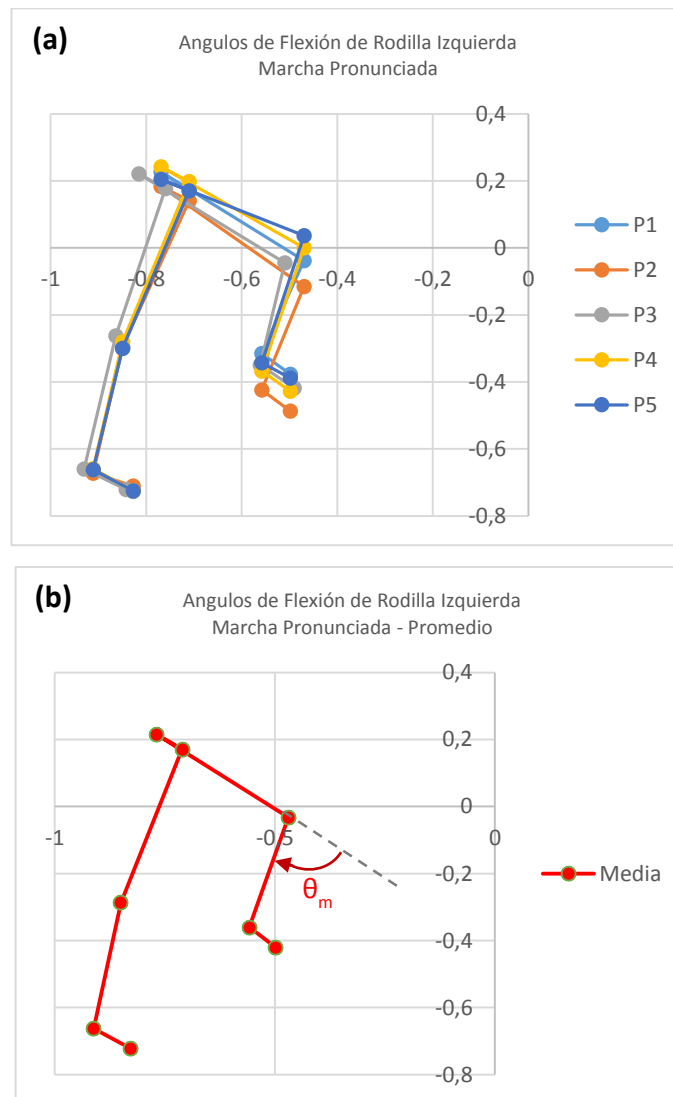 (a)
Angulos de Flexión de Rodilla Izquierda
Marcha Pronunciada
0,4
0,2
0
-1
-0,8
-0,6
-0,4
-0,2
0
-0,2
-0,4
-0,6
-0,8
P1
P2
P3
P4
P5
(b)
Angulos de Flexión de Rodilla Izquierda
Marcha Pronunciada - Promedio
0,4
0,2
0
-1
-0,5
0
-0,2
-0,4
-0,6
-0,8
θm
Media